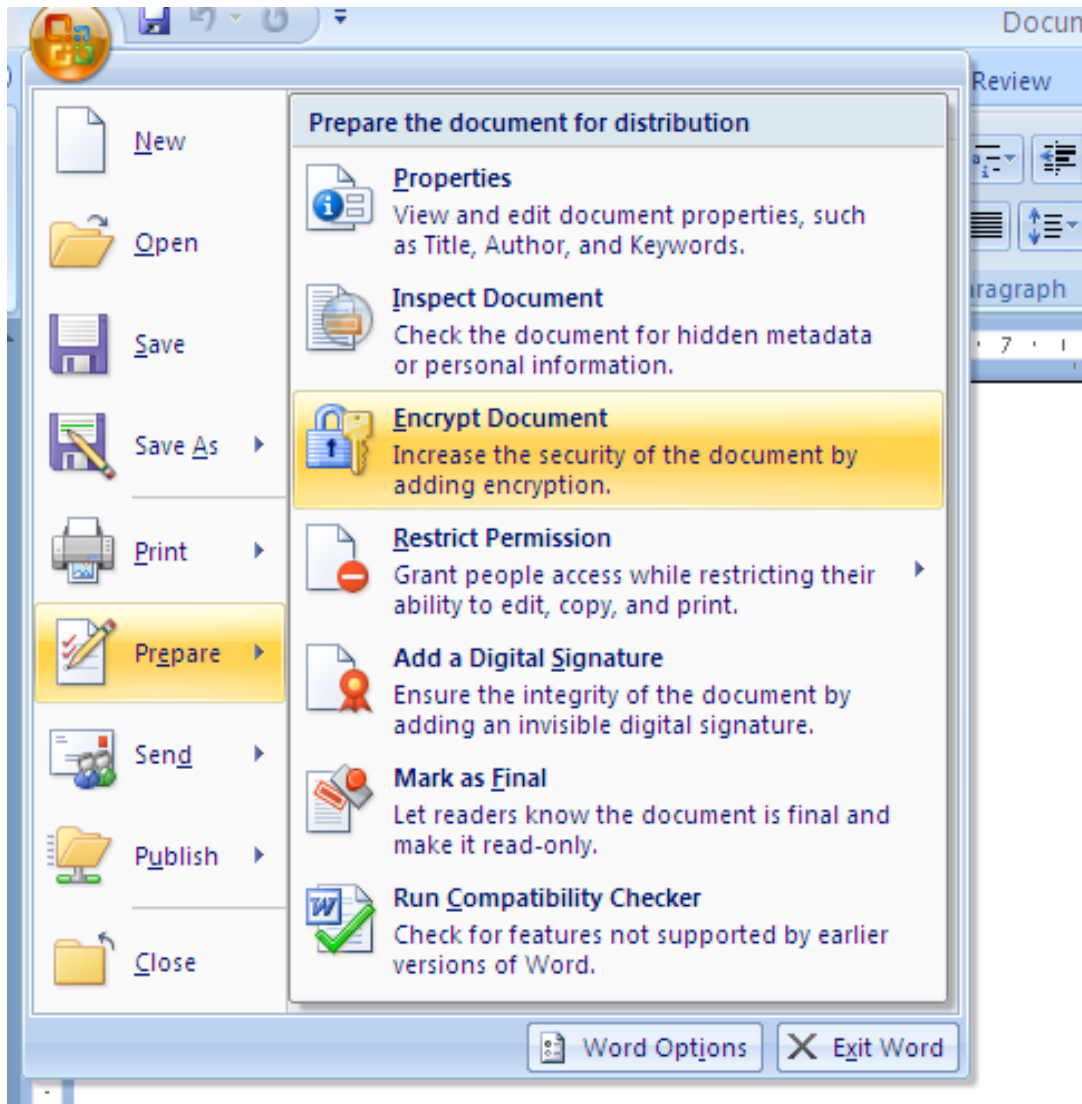 Docum
Review
New
Open
Save
Save As
Print
Prepare
Send
Publish
Close
Prepare the document for distribution
Properties
View and edit document properties, such
as Title, Author, and Keywords.
Inspect Document
Check the document for hidden metadata
or personal information.
Encrypt Document
Increase the security of the document by
adding encryption.
Restrict Permission
Grant people access while restricting their
ability to edit, copy, and print.
Add a Digital Signature
Ensure the integrity of the document by
adding an invisible digital signature.
Mark as Final
Let readers know the document is final and
make it read-only.
Run Compatibility Checker
Check for features not supported by earlier
versions of Word.
Word Options
Exit Word
aragraph
7